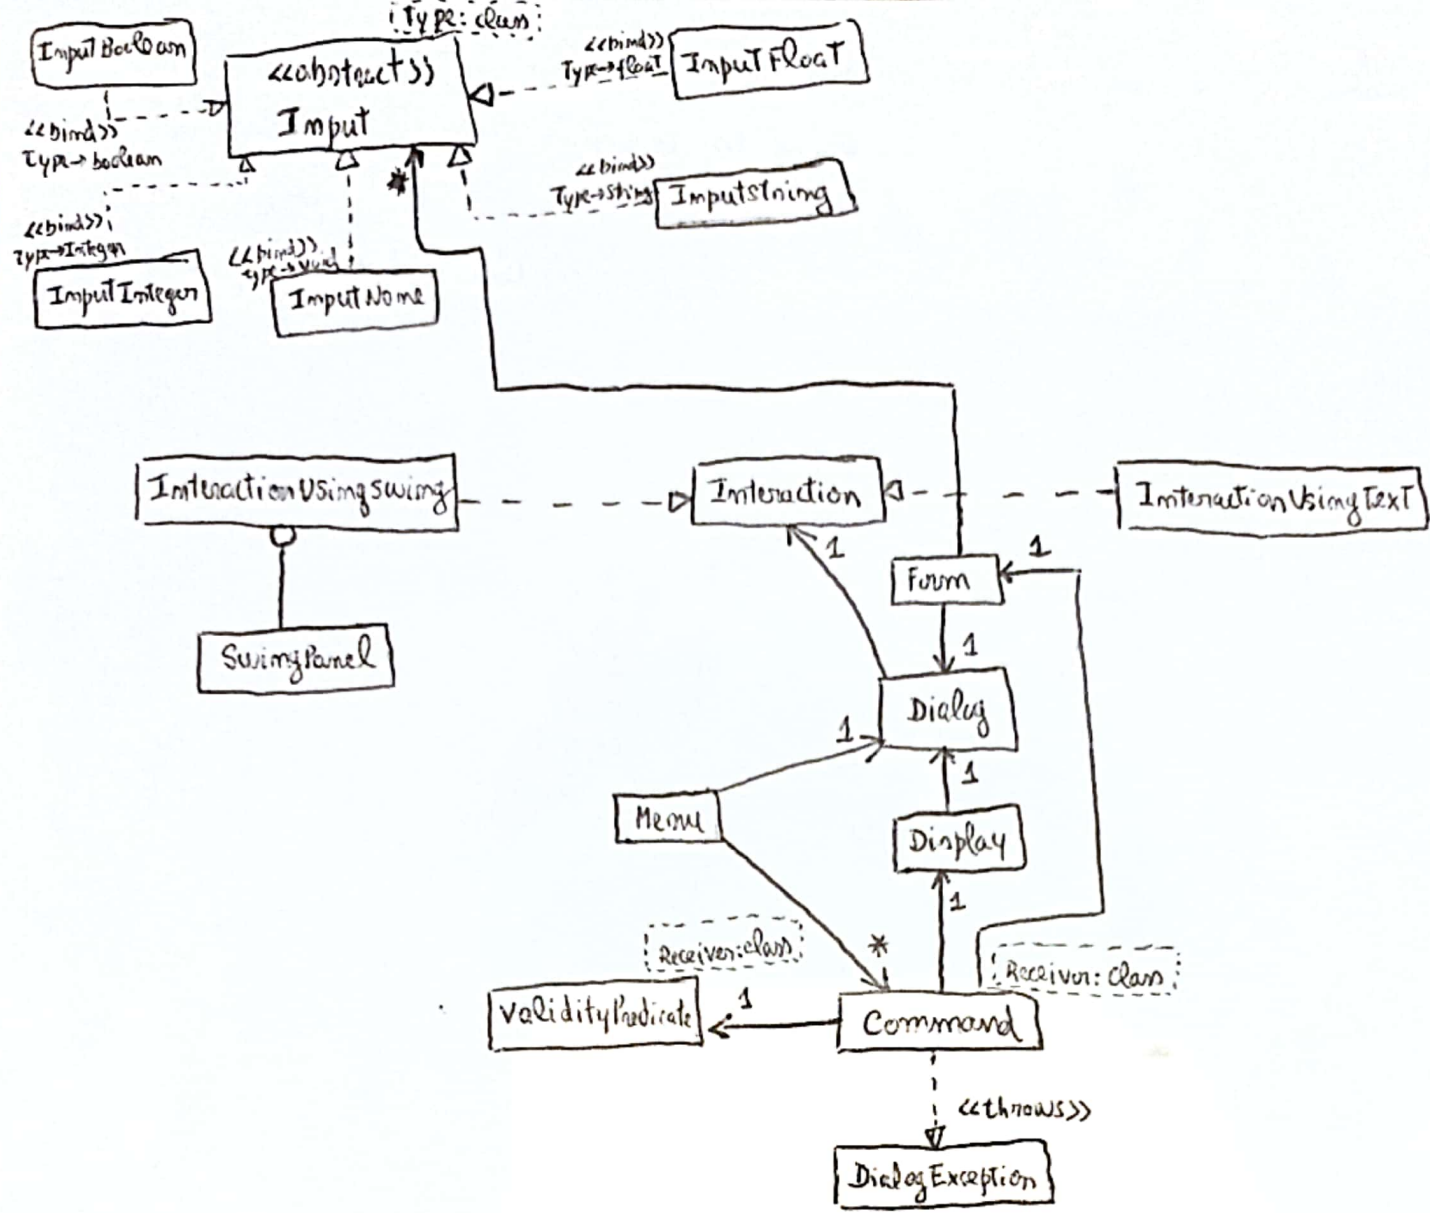 Type: class
InputBoolean
<<abstract>>
Input
<<bind>>
Type→float
InputFloat
<<bind>>
Type→boolean
*
<<bind>>
Type→String
InputString
<<bind>>
Type→Integer
InputInteger
<<bind>>
InputNone
InteractionUsingSwing
Interaction
InteractionUsingText
1
1
Form
SwingPanel
1
Dialog
1
1
Menu
Display
1
Receiver:class
*
Receiver: class
ValidityPredicate
1
Command
<<throws>>
DialogException